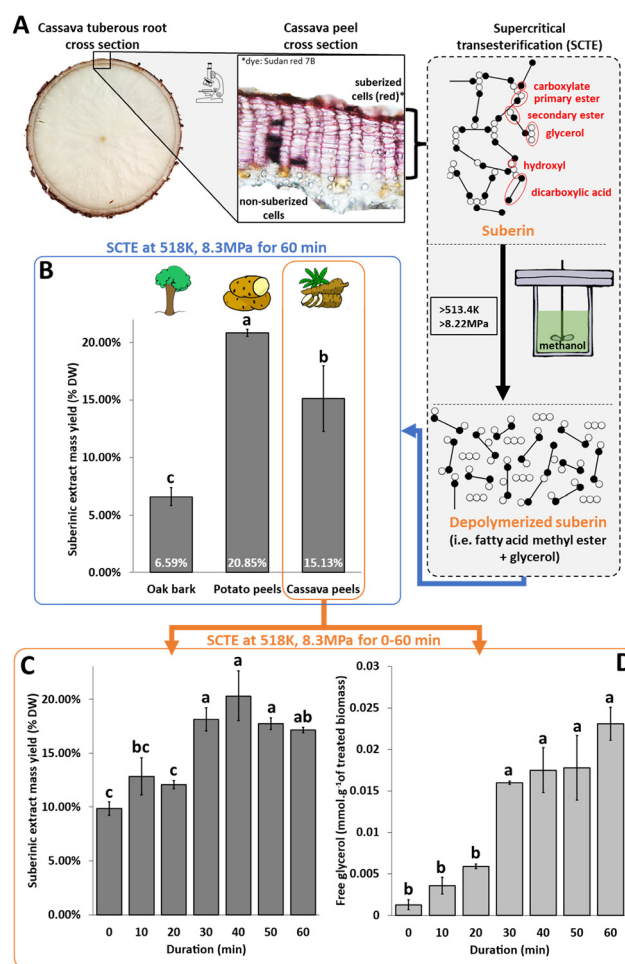 A
Cassava tuberous root
cross section
Cassava peel
cross section
*dye: Sudan red 7B
suberized
cells (red)*
non-suberized
cells
Supercritical
transesterification (SCTE)
carboxylate
primary ester
secondary ester
glycerol
hydroxyl
dicarboxylic acid
Suberin
>513.4K
>8.22MPa
methanol
Depolymerized suberin
(i.e. fatty acid methyl ester
+ glycerol)
SCTE at 518K, 8.3MPa for 60 min
B
Suberinic extract mass yield (% DW)
20.00%
15.00%
10.00%
5.00%
0.00%
c
a
b
6.59%
20.85%
15.13%
Oak bark
Potato peels
Cassava peels
SCTE at 518K, 8.3MPa for 0-60 min
C
Suberinic extract mass yield (% DW)
20.00%
15.00%
10.00%
5.00%
0.00%
c
bc
c
a
a
a
ab
0 10 20 30 40 50 60
Duration (min)
D
Free glycerol (mmol.g⁻¹of treated biomass)
0.03
0.025
0.02
0.015
0.01
0.005
0
b
b
b
a
a
a
a
0 10 20 30 40 50 60
Duration (min)